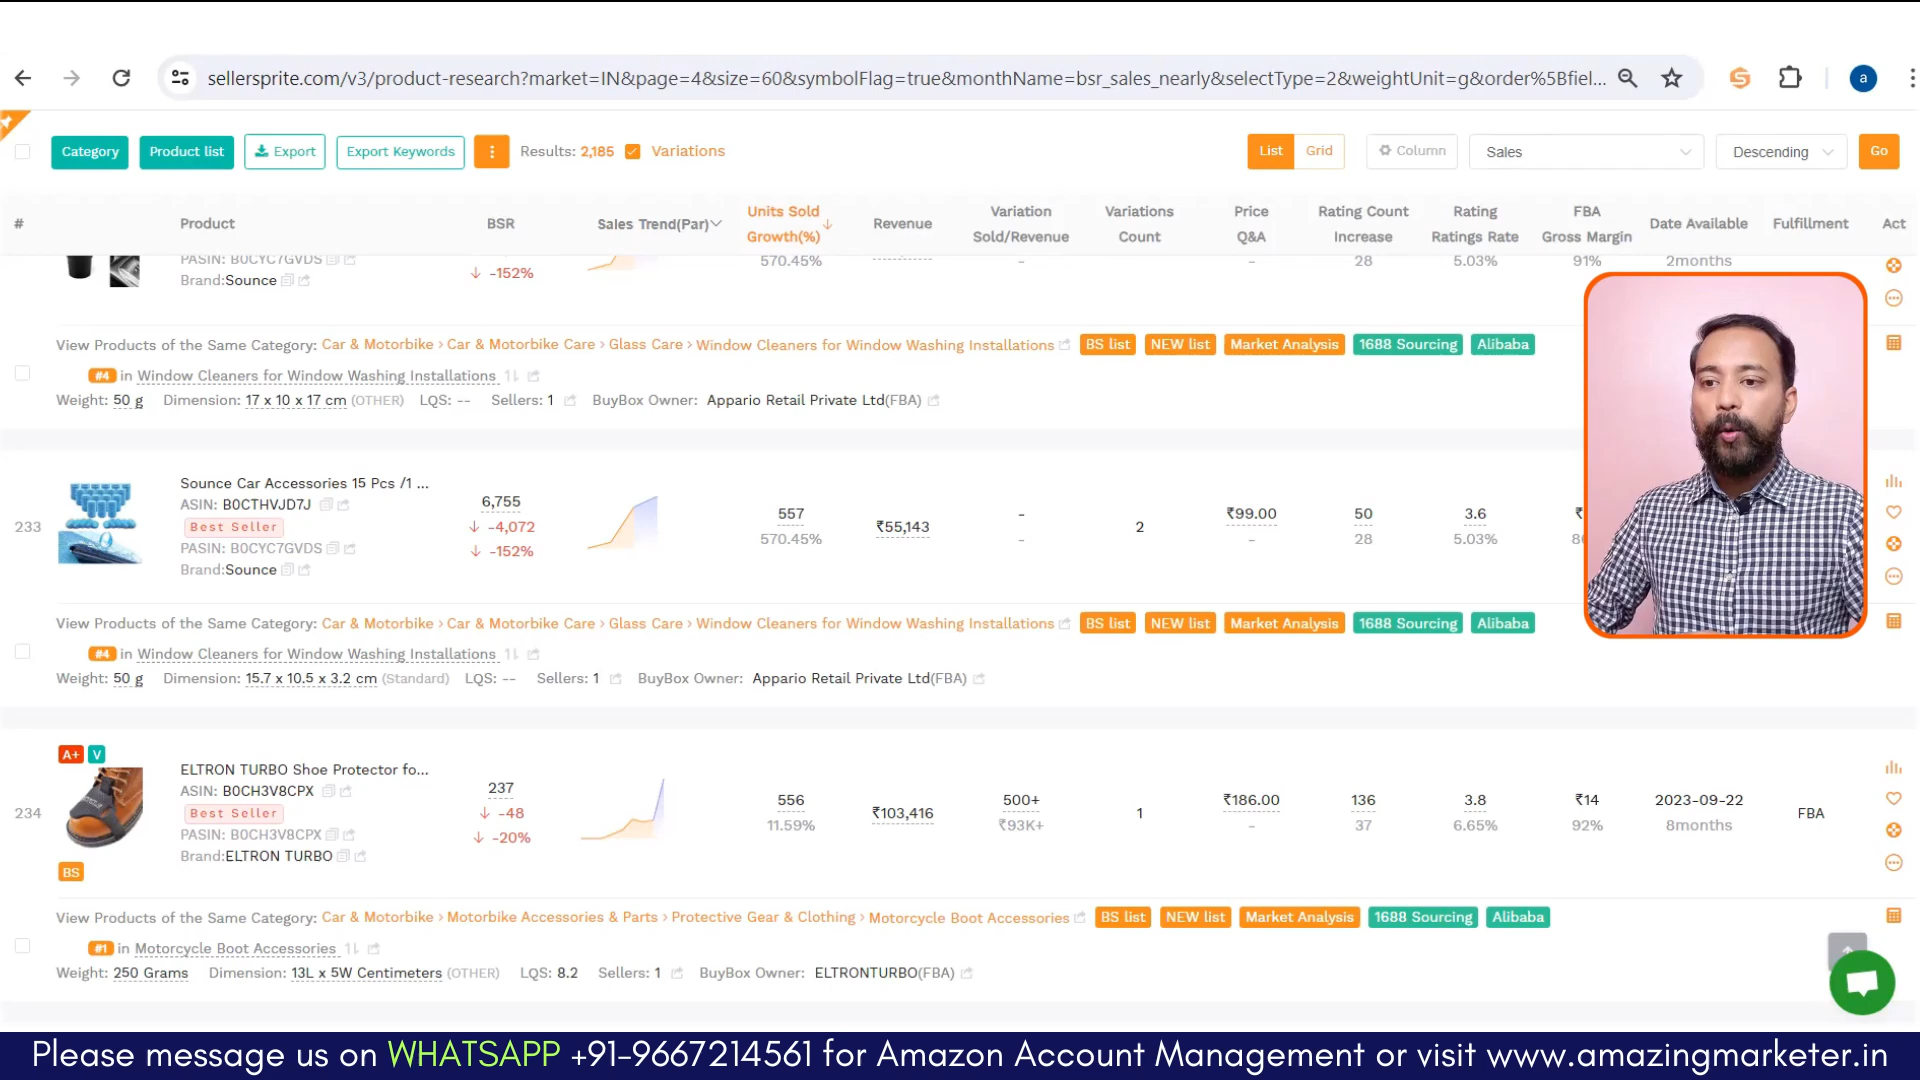 sellersprite.com/v3/product-research?market=IN&page=4&size=60&symbolFlag=true&monthName=bsr_sales_nearly&selectType=2&weightUnit=g&order%5Bfiel...
a
Category Product list Export Export Keywords Results: 2,185 Variations List Grid Column Sales Descending Go
# Product BSR Sales Trend(Par) Units Sold Growth(%) Revenue Variation Sold/Revenue Variations Count Price Q&A Rating Count Increase Rating Ratings Rate FBA Gross Margin Date Available Fulfillment Act
PASIN: B0CYC7GVDS 570.45% - - 28 5.03% 91% 2months
-152%
Brand:Sounce
View Products of the Same Category: Car & Motorbike › Car & Motorbike Care › Glass Care › Window Cleaners for Window Washing Installations BS list NEW list Market Analysis 1688 Sourcing Alibaba
#4 in Window Cleaners for Window Washing Installations
Weight: 50 g Dimension: 17 x 10 x 17 cm (OTHER) LQS: -- Sellers: 1 BuyBox Owner: Appario Retail Private Ltd(FBA)
Sounce Car Accessories 15 Pcs /1 ...
ASIN: B0CTHVJD7J 6,755 557 - ₹99.00 50 3.6 ₹
233 Best Seller -4,072 ₹55,143 2
PASIN: B0CYC7GVDS -152% 570.45% - - 28 5.03%
Brand:Sounce
View Products of the Same Category: Car & Motorbike › Car & Motorbike Care › Glass Care › Window Cleaners for Window Washing Installations BS list NEW list Market Analysis 1688 Sourcing Alibaba
#4 in Window Cleaners for Window Washing Installations
Weight: 50 g Dimension: 15.7 x 10.5 x 3.2 cm (Standard) LQS: -- Sellers: 1 BuyBox Owner: Appario Retail Private Ltd(FBA)
A+ V
ELTRON TURBO Shoe Protector fo...
ASIN: B0CH3V8CPX 237 556 500+ ₹186.00 136 3.8 ₹14 2023-09-22
234 Best Seller -48 ₹103,416 1 FBA
PASIN: B0CH3V8CPX -20% 11.59% ₹93K+ - 37 6.65% 92% 8months
Brand:ELTRON TURBO
BS
View Products of the Same Category: Car & Motorbike › Motorbike Accessories & Parts › Protective Gear & Clothing › Motorcycle Boot Accessories BS list NEW list Market Analysis 1688 Sourcing Alibaba
#1 in Motorcycle Boot Accessories
Weight: 250 Grams Dimension: 13L x 5W Centimeters (OTHER) LQS: 8.2 Sellers: 1 BuyBox Owner: ELTRONTURBO(FBA)
Please message us on WHATSAPP +91-9667214561 for Amazon Account Management or visit www.amazingmarketer.in